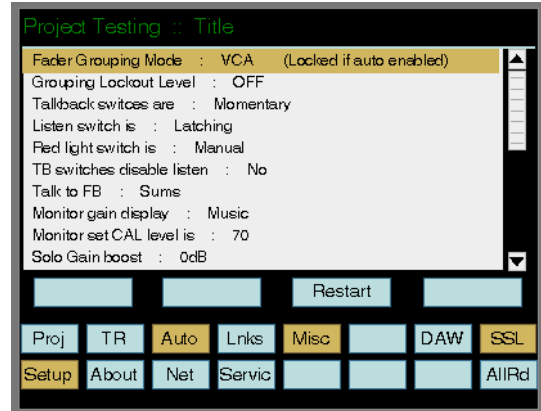 Project Testing :: Title
Fader Grouping Mode : VCA (Locked if auto enabled)
Grouping Lockout Level : OFF
Talkback switces are : Momentary
Listen switch is : Latching
Red light switch is : Manual
TB switches disable listen : No
Talk to FB : Sums
Monitor gain display : Music
Monitor set CAL level is : 70
Solo Gain boost : 0dB
Restart
Proj TR Auto Lnks Misc DAW SSL
Setup About Net Servic AllRd